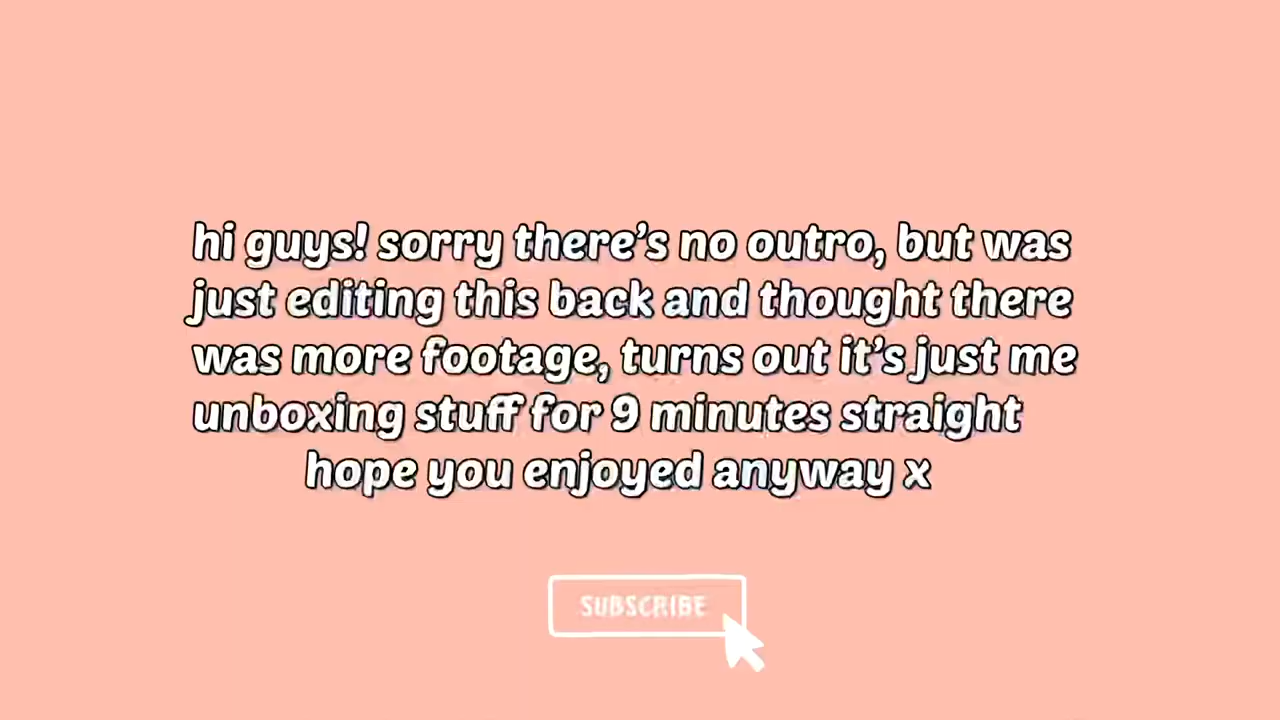 hi guys! sorry there's no outro, but was
just editing this back and thought there
was more footage, turns out it's just me
unboxing stuff for 9 minutes straight
hope you enjoyed anyway x
SUBSCRIBE